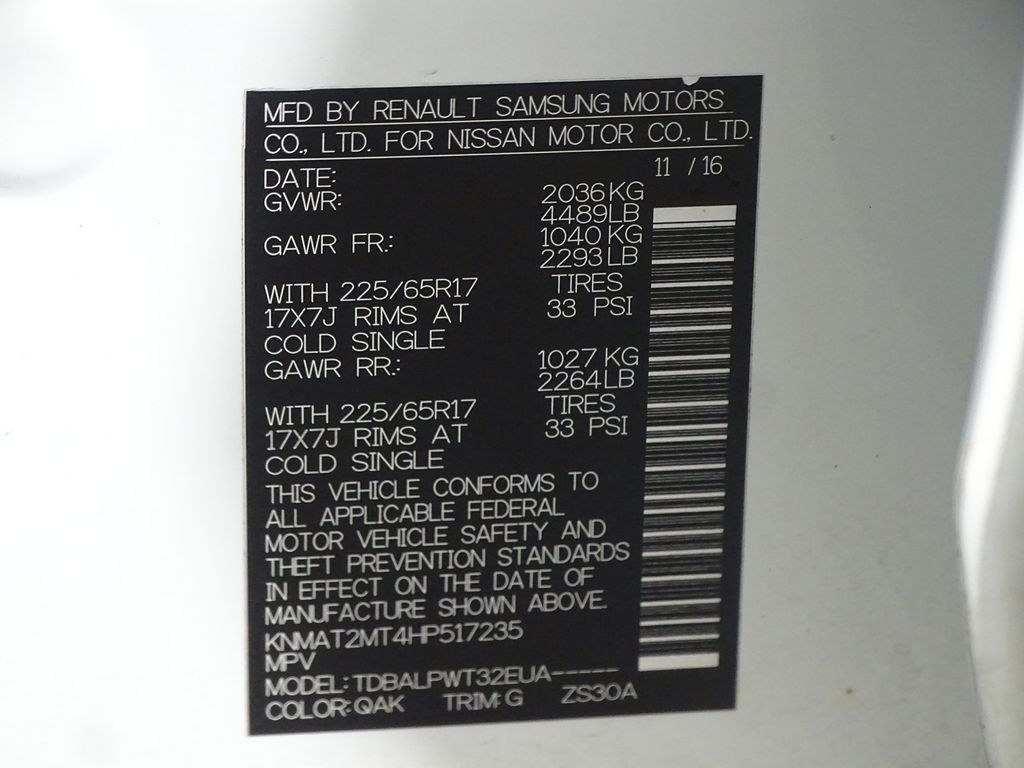 MFD BY RENAULT SAMSUNG MOTORS
CO., LTD. FOR NISSAN MOTOR CO., LTD.
DATE: 11 / 16
GVWR: 2036 KG
4489LB
GAWR FR.: 1040 KG
2293 LB
WITH 225/65R17 TIRES
17X7J RIMS AT 33 PSI
COLD SINGLE
GAWR RR.: 1027 KG
2264LB
WITH 225/65R17 TIRES
17X7J RIMS AT 33 PSI
COLD SINGLE
THIS VEHICLE CONFORMS TO
ALL APPLICABLE FEDERAL
MOTOR VEHICLE SAFETY AND
THEFT PREVENTION STANDARDS
IN EFFECT ON THE DATE OF
MANUFACTURE SHOWN ABOVE.
KNMAT2MT4HP517235
MPV
MODEL: TDBALPWT32EUA-----
COLOR: QAK TRIM: G ZS30A